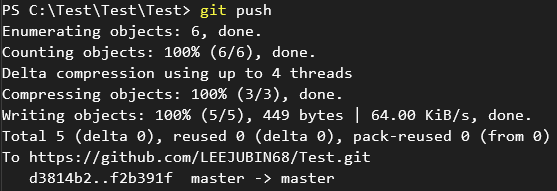 PS C:\Test\Test\Test> git push
Enumerating objects: 6, done.
Counting objects: 100% (6/6), done.
Delta compression using up to 4 threads
Compressing objects: 100% (3/3), done.
Writing objects: 100% (5/5), 449 bytes | 64.00 KiB/s, done.
Total 5 (delta 0), reused 0 (delta 0), pack-reused 0 (from 0)
To https://github.com/LEEJUBIN68/Test.git
   d3814b2..f2b391f  master -> master